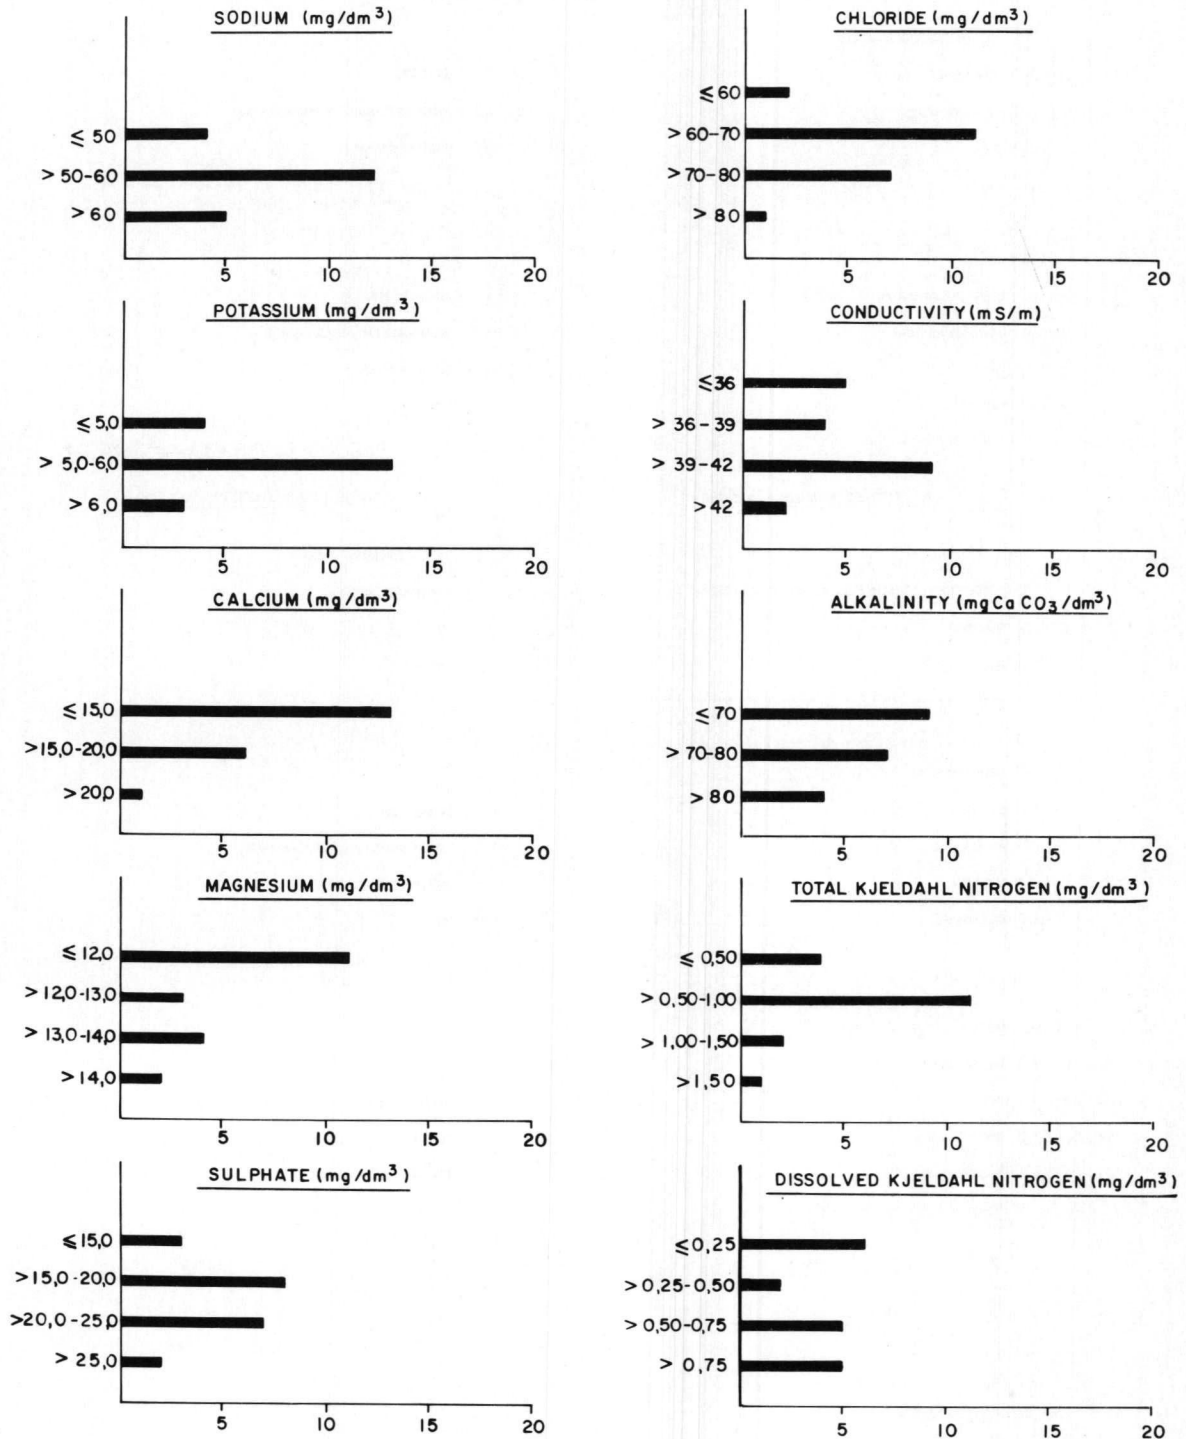 SODIUM (mg/dm³)
≤ 50
> 50-60
> 60
5 10 15 20
CHLORIDE (mg/dm³)
≤ 60
> 60-70
> 70-80
> 80
5 10 15 20
POTASSIUM (mg/dm³)
≤ 5,0
> 5,0-6,0
> 6,0
5 10 15 20
CONDUCTIVITY (mS/m)
≤ 36
> 36-39
> 39-42
> 42
5 10 15 20
CALCIUM (mg/dm³)
≤ 15,0
> 15,0-20,0
> 20,0
5 10 15 20
ALKALINITY (mg Ca CO₃/dm³)
≤ 70
> 70-80
> 80
5 10 15 20
MAGNESIUM (mg/dm³)
≤ 12,0
> 12,0-13,0
> 13,0-14,0
> 14,0
5 10 15 20
TOTAL KJELDAHL NITROGEN (mg/dm³)
≤ 0,50
> 0,50-1,00
> 1,00-1,50
> 1,50
5 10 15 20
SULPHATE (mg/dm³)
≤ 15,0
> 15,0-20,0
> 20,0-25,0
> 25,0
5 10 15 20
DISSOLVED KJELDAHL NITROGEN (mg/dm³)
≤ 0,25
> 0,25-0,50
> 0,50-0,75
> 0,75
5 10 15 20